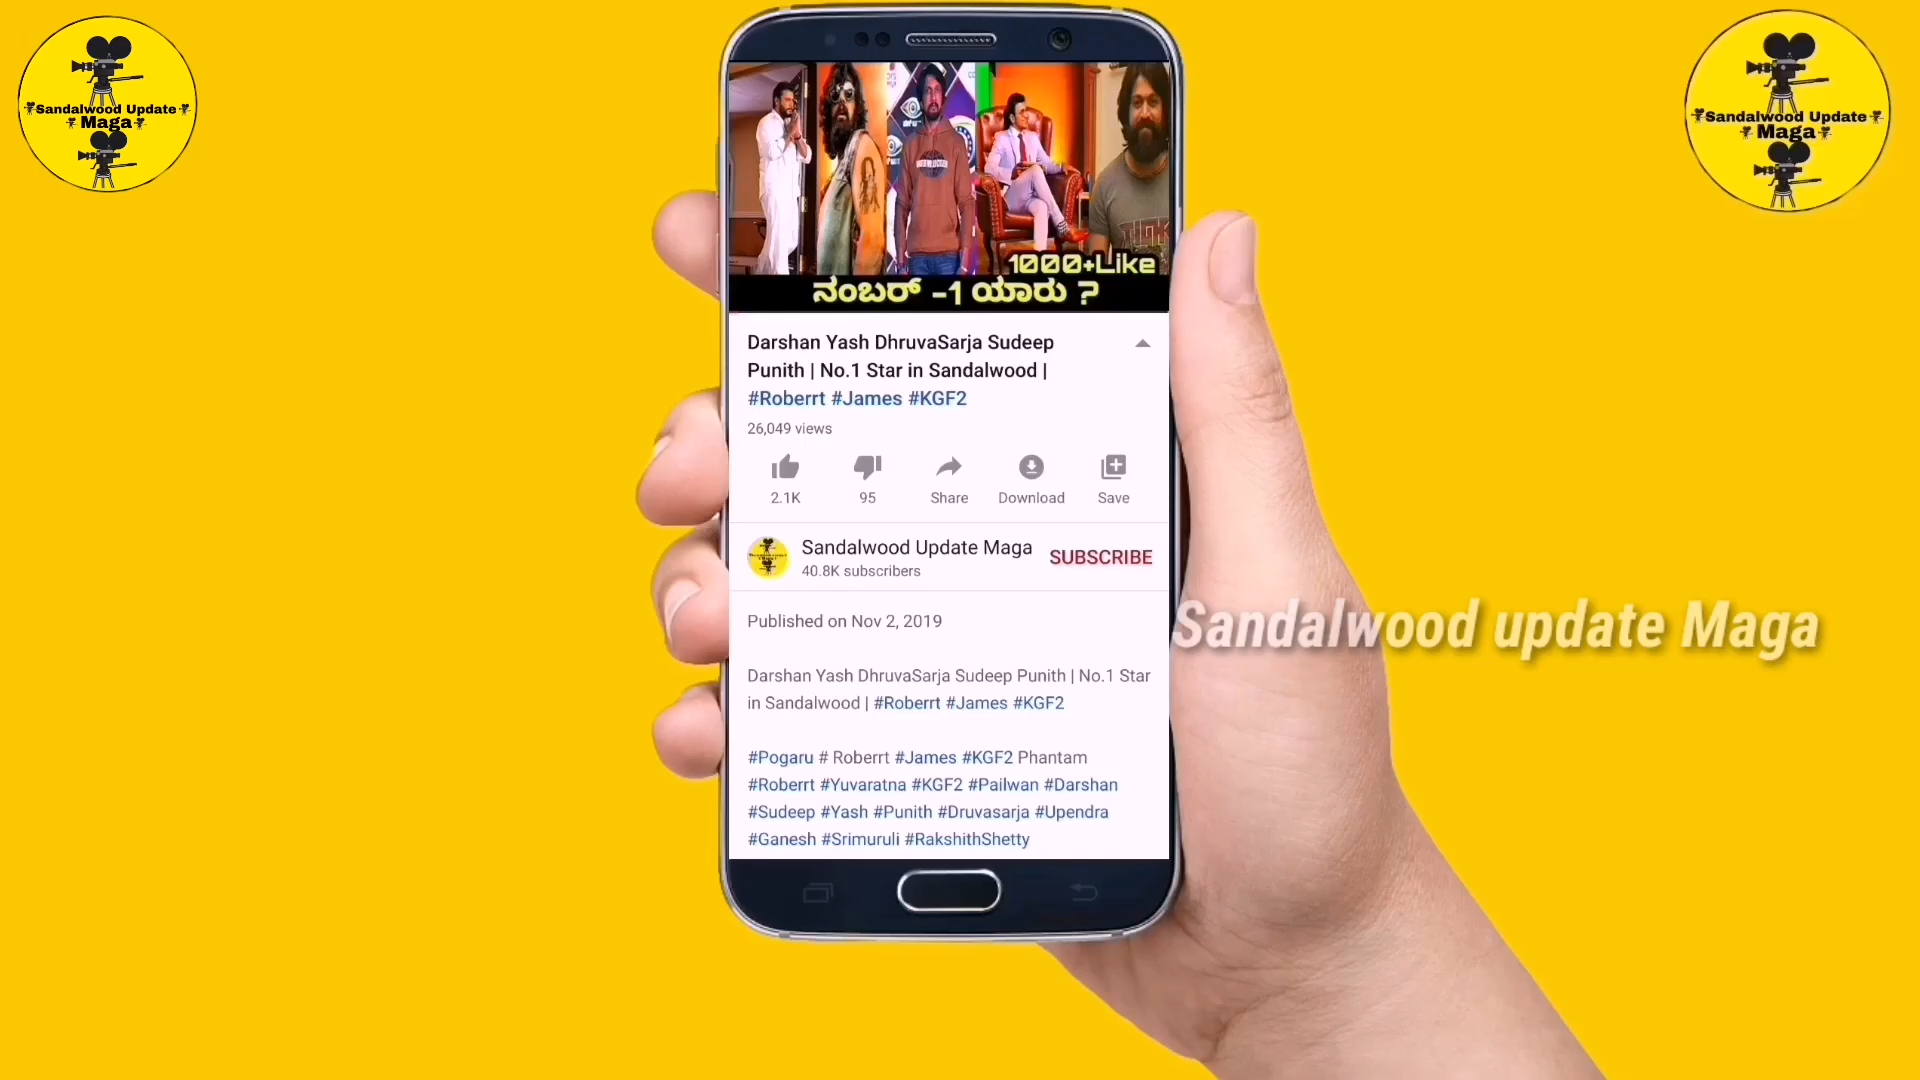 Sandalwood Update
Maga
Sandalwood Update
Maga
1000+Like
ನಂಬರ್ -1 ಯಾರು ?
Darshan Yash DhruvaSarja Sudeep
Punith | No.1 Star in Sandalwood |
#Roberrt #James #KGF2
26,049 views
2.1K 95 Share Download Save
Sandalwood Update Maga
SUBSCRIBE
40.8K subscribers
Published on Nov 2, 2019
Sandalwood update Maga
Darshan Yash DhruvaSarja Sudeep Punith | No.1 Star
in Sandalwood | #Roberrt #James #KGF2
#Pogaru # Roberrt #James #KGF2 Phantam
#Roberrt #Yuvaratna #KGF2 #Pailwan #Darshan
#Sudeep #Yash #Punith #Druvasarja #Upendra
#Ganesh #Srimuruli #RakshithShetty